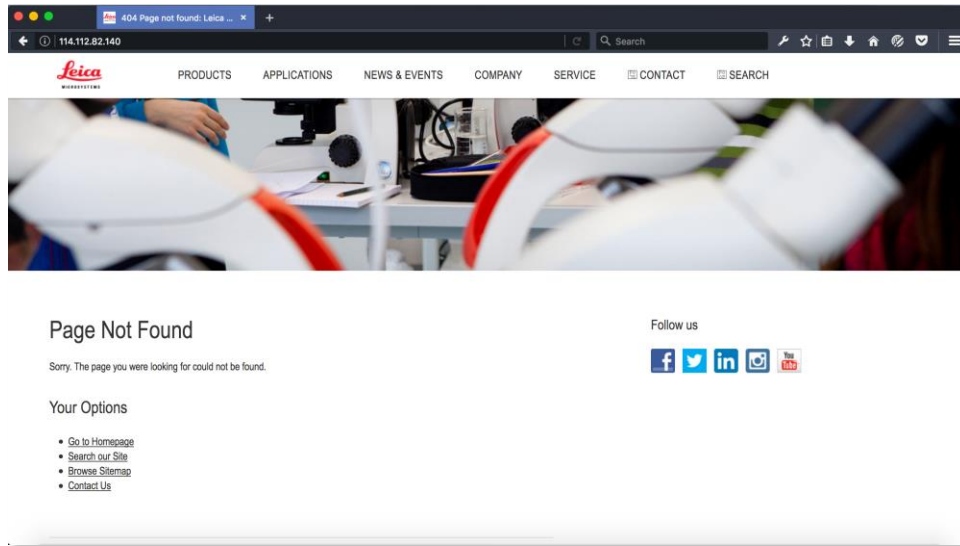 404 Page not found: Leica ... × +
114.112.82.140
Search
Leica
MICROSYSTEMS
PRODUCTS APPLICATIONS NEWS & EVENTS COMPANY SERVICE CONTACT SEARCH
Page Not Found
Sorry. The page you were looking for could not be found.
Your Options
• Go to Homepage
• Search our Site
• Browse Sitemap
• Contact Us
Follow us
f in You Tube